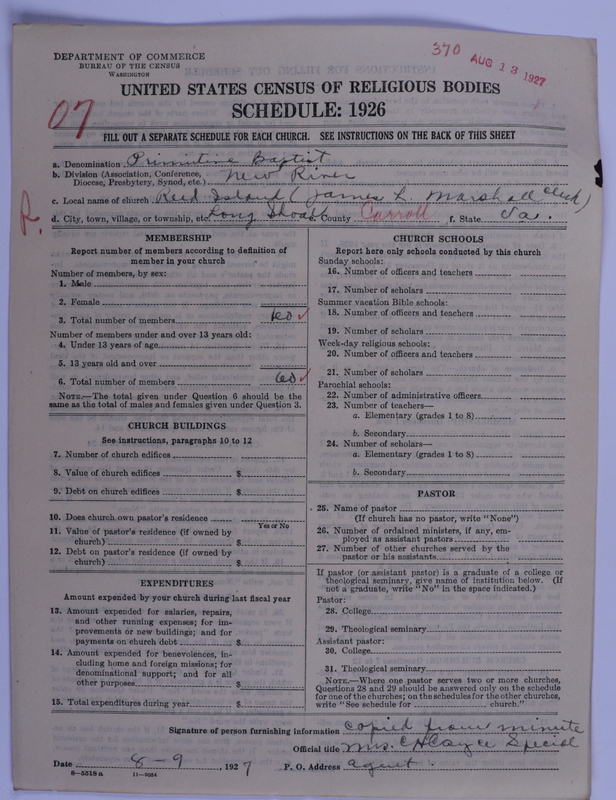 370 AUG 13 1927
DEPARTMENT OF COMMERCE
BUREAU OF THE CENSUS
WASHINGTON
UNITED STATES CENSUS OF RELIGIOUS BODIES
SCHEDULE: 1926
07
FILL OUT A SEPARATE SCHEDULE FOR EACH CHURCH. SEE INSTRUCTIONS ON THE BACK OF THIS SHEET
a. Denomination Primitive Baptist
b. Division (Association, Conference, Diocese, Presbytery, Synod, etc.) New River
c. Local name of church Reed Island (James L. Marshall Clerk)
R.
d. City, town, village, or township, etc. Long Shoals County Carroll f. State Va.
MEMBERSHIP
Report number of members according to definition of
member in your church
Number of members, by sex:
1. Male
2. Female
3. Total number of members 60 ✓
Number of members under and over 13 years old:
4. Under 13 years of age
5. 13 years old and over
6. Total number of members 60 ✓
NOTE.—The total given under Question 6 should be the
same as the total of males and females given under Question 3.
CHURCH BUILDINGS
See instructions, paragraphs 10 to 12
7. Number of church edifices
8. Value of church edifices $
9. Debt on church edifices $
10. Does church own pastor's residence
Yes or No
11. Value of pastor's residence (if owned by
church) $
12. Debt on pastor's residence (if owned by
church) $
EXPENDITURES
Amount expended by your church during last fiscal year
13. Amount expended for salaries, repairs,
and other running expenses; for im-
provements or new buildings; and for
payments on church debt $
14. Amount expended for benevolences, in-
cluding home and foreign missions; for
denominational support; and for all
other purposes $
15. Total expenditures during year $
CHURCH SCHOOLS
Report here only schools conducted by this church
Sunday schools:
16. Number of officers and teachers
17. Number of scholars
Summer vacation Bible schools:
18. Number of officers and teachers
19. Number of scholars
Week-day religious schools:
20. Number of officers and teachers
21. Number of scholars
Parochial schools:
22. Number of administrative officers
23. Number of teachers—
a. Elementary (grades 1 to 8)
b. Secondary
24. Number of scholars—
a. Elementary (grades 1 to 8)
b. Secondary
PASTOR
25. Name of pastor
(If church has no pastor, write "None")
26. Number of ordained ministers, if any, em-
ployed as assistant pastors
27. Number of other churches served by the
pastor or his assistants
If pastor (or assistant pastor) is a graduate of a college or
theological seminary, give name of institution below. (If
not a graduate, write "No" in the space indicated.)
Pastor:
28. College
29. Theological seminary
Assistant pastor:
30. College
31. Theological seminary
NOTE.—Where one pastor serves two or more churches,
Questions 28 and 29 should be answered only on the schedule
for one of the churches; on the schedules for the other churches,
write "See schedule for church."
Signature of person furnishing information copied from minute
Official title Mrs. C H Cayce Special
Date 8-9, 1927 P. O. Address agent.
8—5518 a 11—9084